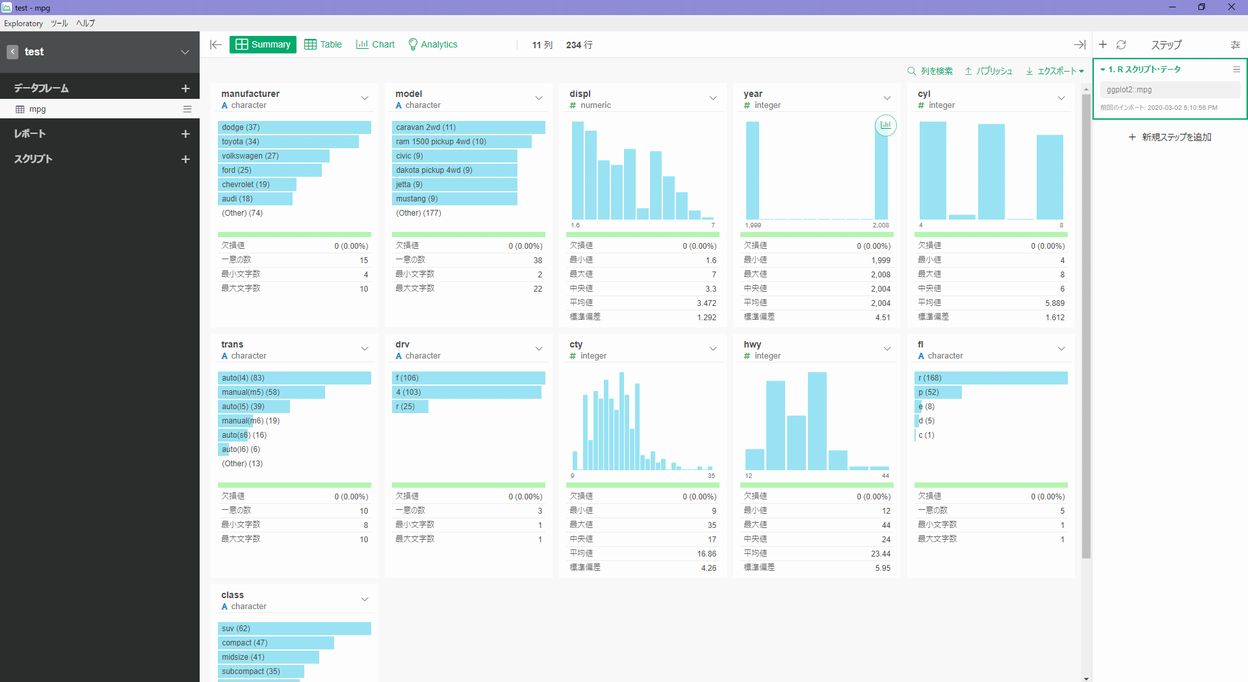 test - mpg
Exploratory ツール ヘルプ
test
Summary Table Chart Analytics 11 列 234 行
ステップ
データフレーム
mpg
レポート
スクリプト
列を検索 パブリッシュ エクスポート
1. R スクリプト・データ
ggplot2::mpg
前回のインポート: 2020-03-02 5:10:56 PM
新規ステップを追加
manufacturer
A character
dodge (37)
toyota (34)
volkswagen (27)
ford (25)
chevrolet (19)
audi (18)
(Other) (74)
欠損値 0 (0.00%)
一意の数 15
最小文字数 4
最大文字数 10
model
A character
caravan 2wd (11)
ram 1500 pickup 4wd (10)
civic (9)
dakota pickup 4wd (9)
jetta (9)
mustang (9)
(Other) (177)
欠損値 0 (0.00%)
一意の数 38
最小文字数 2
最大文字数 22
displ
# numeric
1.6 7
欠損値 0 (0.00%)
最小値 1.6
最大値 7
中央値 3.3
平均値 3.472
標準偏差 1.292
year
# integer
1,999 2,008
欠損値 0 (0.00%)
最小値 1,999
最大値 2,008
中央値 2,004
平均値 2,004
標準偏差 4.51
cyl
# integer
4 8
欠損値 0 (0.00%)
最小値 4
最大値 8
中央値 6
平均値 5.889
標準偏差 1.612
trans
A character
auto(l4) (83)
manual(m5) (58)
auto(l5) (39)
manual(m6) (19)
auto(s6) (16)
auto(l6) (6)
(Other) (13)
欠損値 0 (0.00%)
一意の数 10
最小文字数 8
最大文字数 10
drv
A character
f (106)
4 (103)
r (25)
欠損値 0 (0.00%)
一意の数 3
最小文字数 1
最大文字数 1
cty
# integer
9 35
欠損値 0 (0.00%)
最小値 9
最大値 35
中央値 17
平均値 16.86
標準偏差 4.26
hwy
# integer
12 44
欠損値 0 (0.00%)
最小値 12
最大値 44
中央値 24
平均値 23.44
標準偏差 5.95
fl
A character
r (168)
p (52)
e (8)
d (5)
c (1)
欠損値 0 (0.00%)
一意の数 5
最小文字数 1
最大文字数 1
class
A character
suv (62)
compact (47)
midsize (41)
subcompact (35)